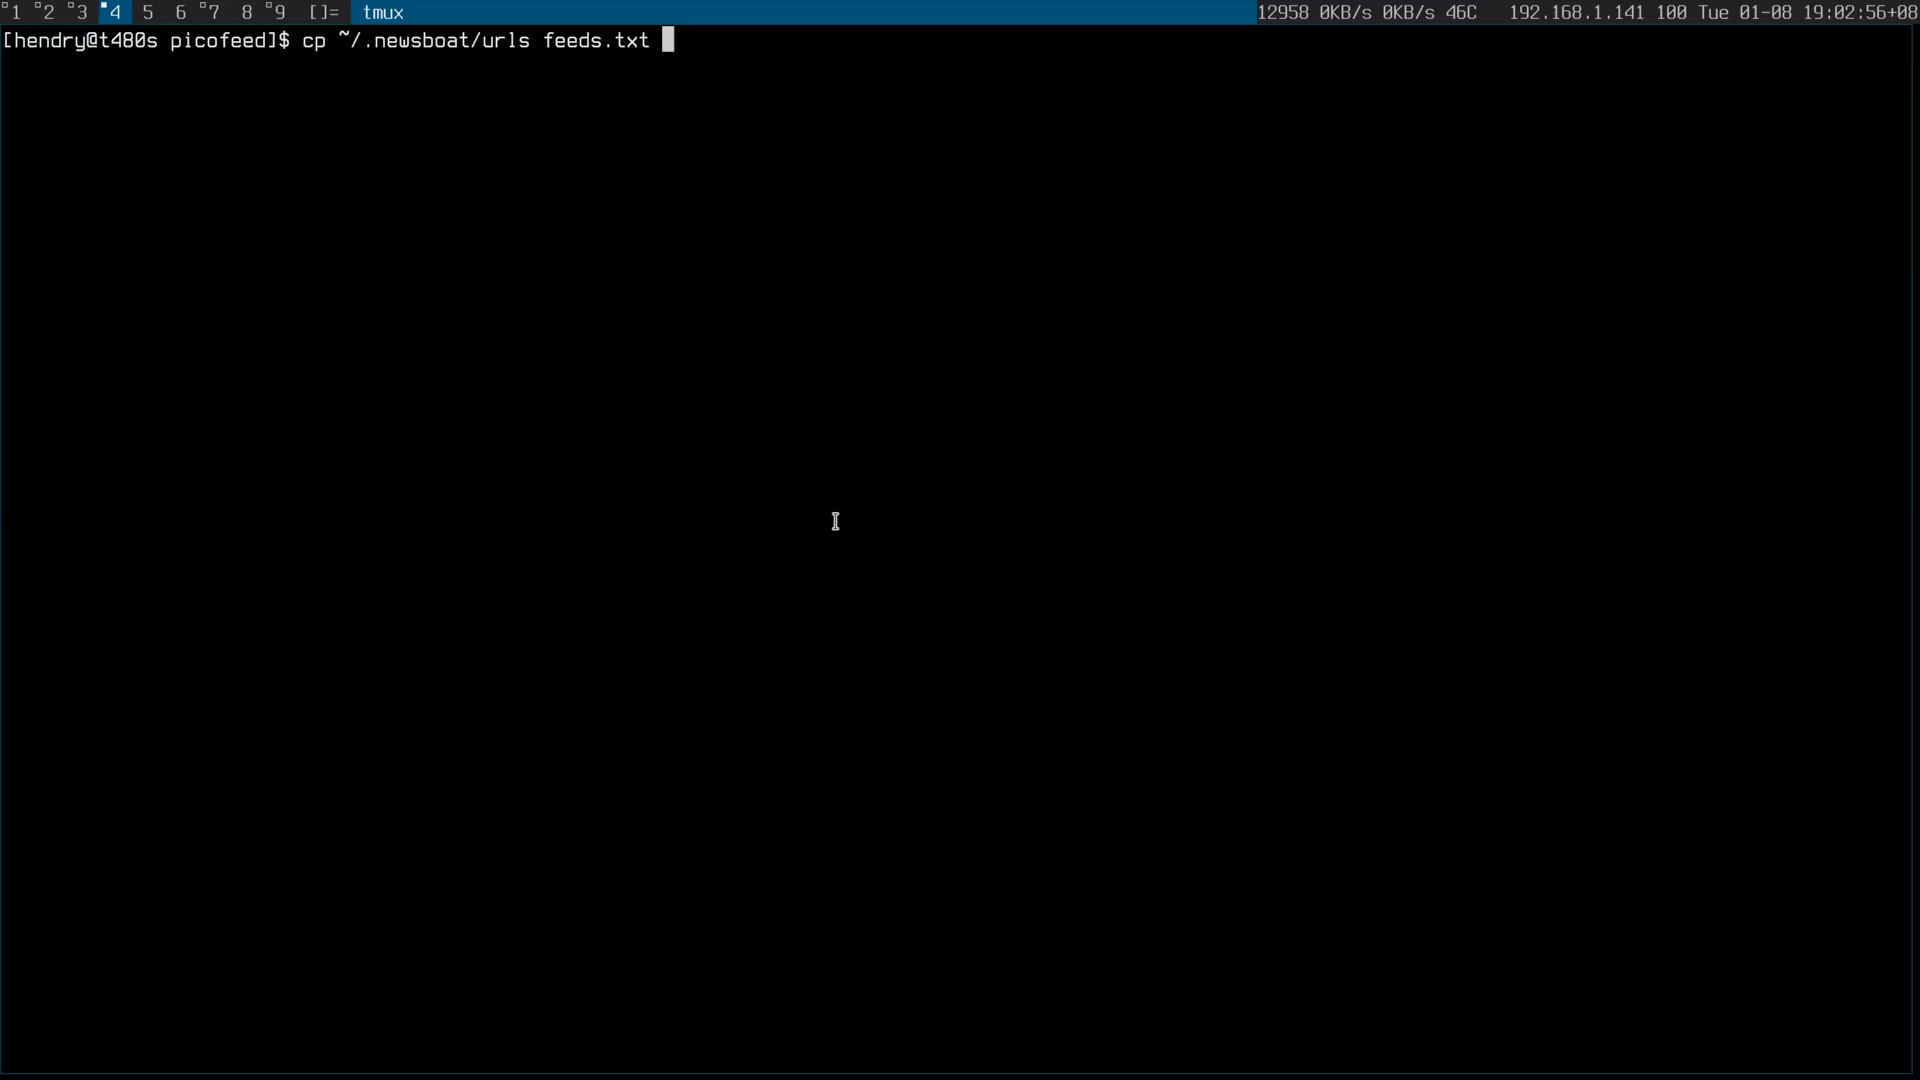 1 2 3 4 5 6 7 8 9 []= tmux 12958 0KB/s 0KB/s 46C 192.168.1.141 100 Tue 01-08 19:02:56+08
[hendry@t480s picofeed]$ cp ~/.newsboat/urls feeds.txt